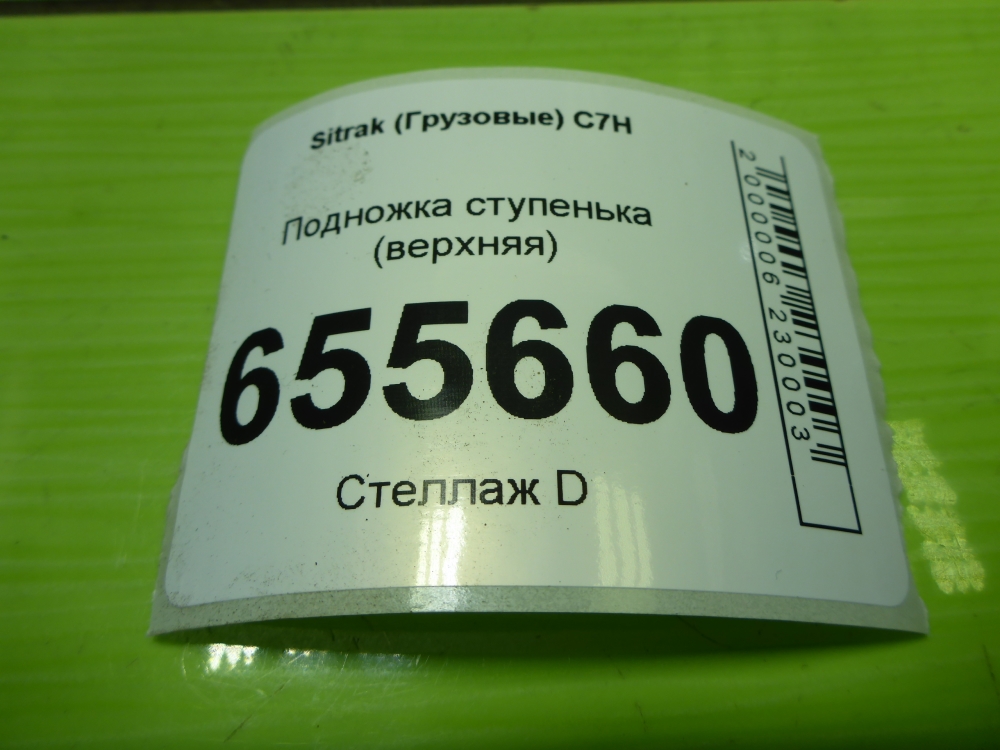 Sitrak (Грузовые) C7H
Подножка ступенька
(верхняя)
655660
Стеллаж D
2000006230003